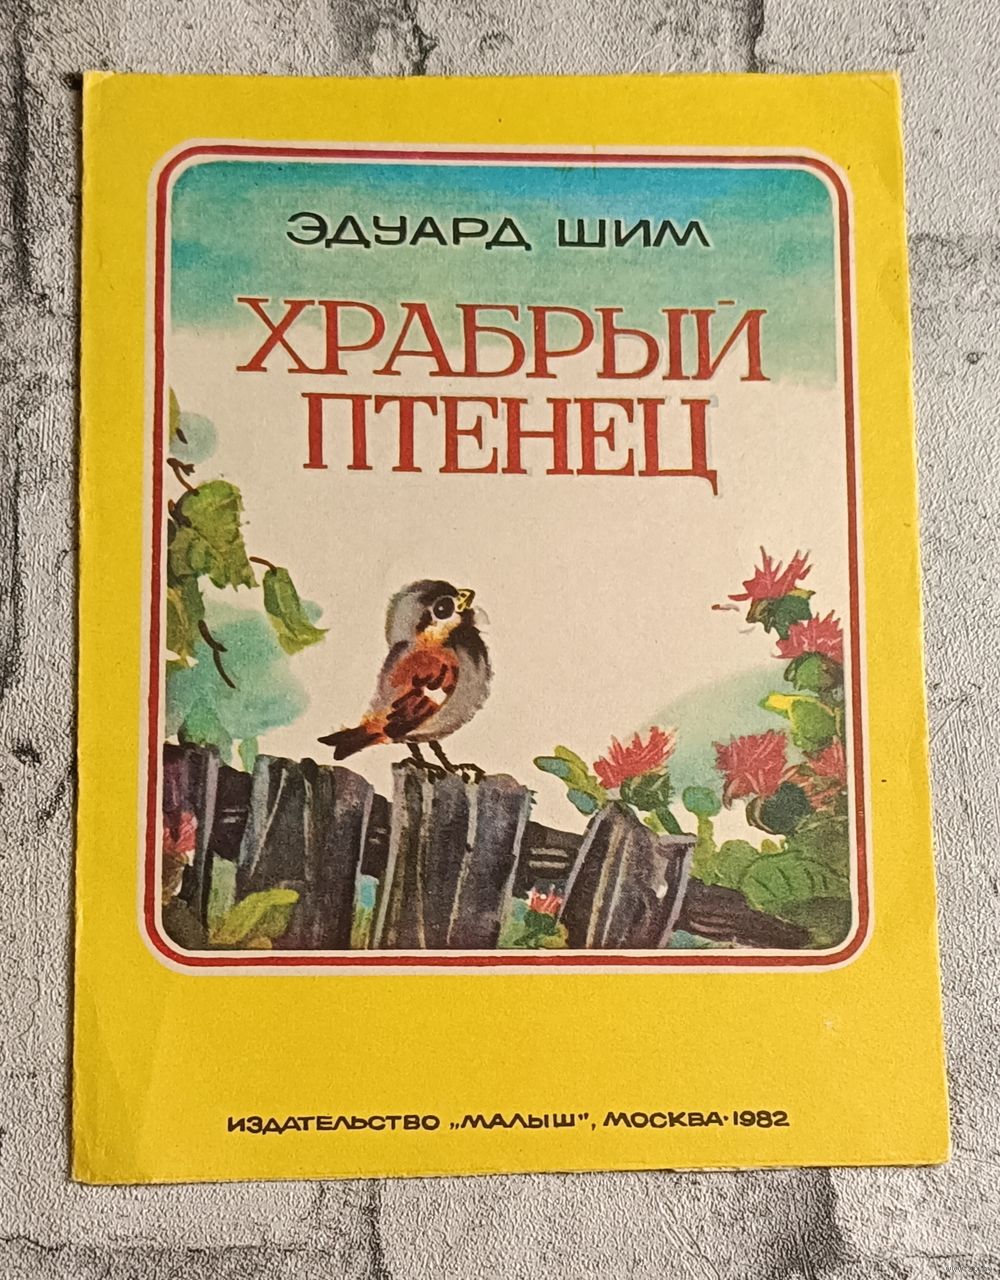 ЭДУАРД ШИМ
ХРАБРЫЙ
ПТЕНЕЦ
ИЗДАТЕЛЬСТВО „МАЛЫШ", МОСКВА·1982